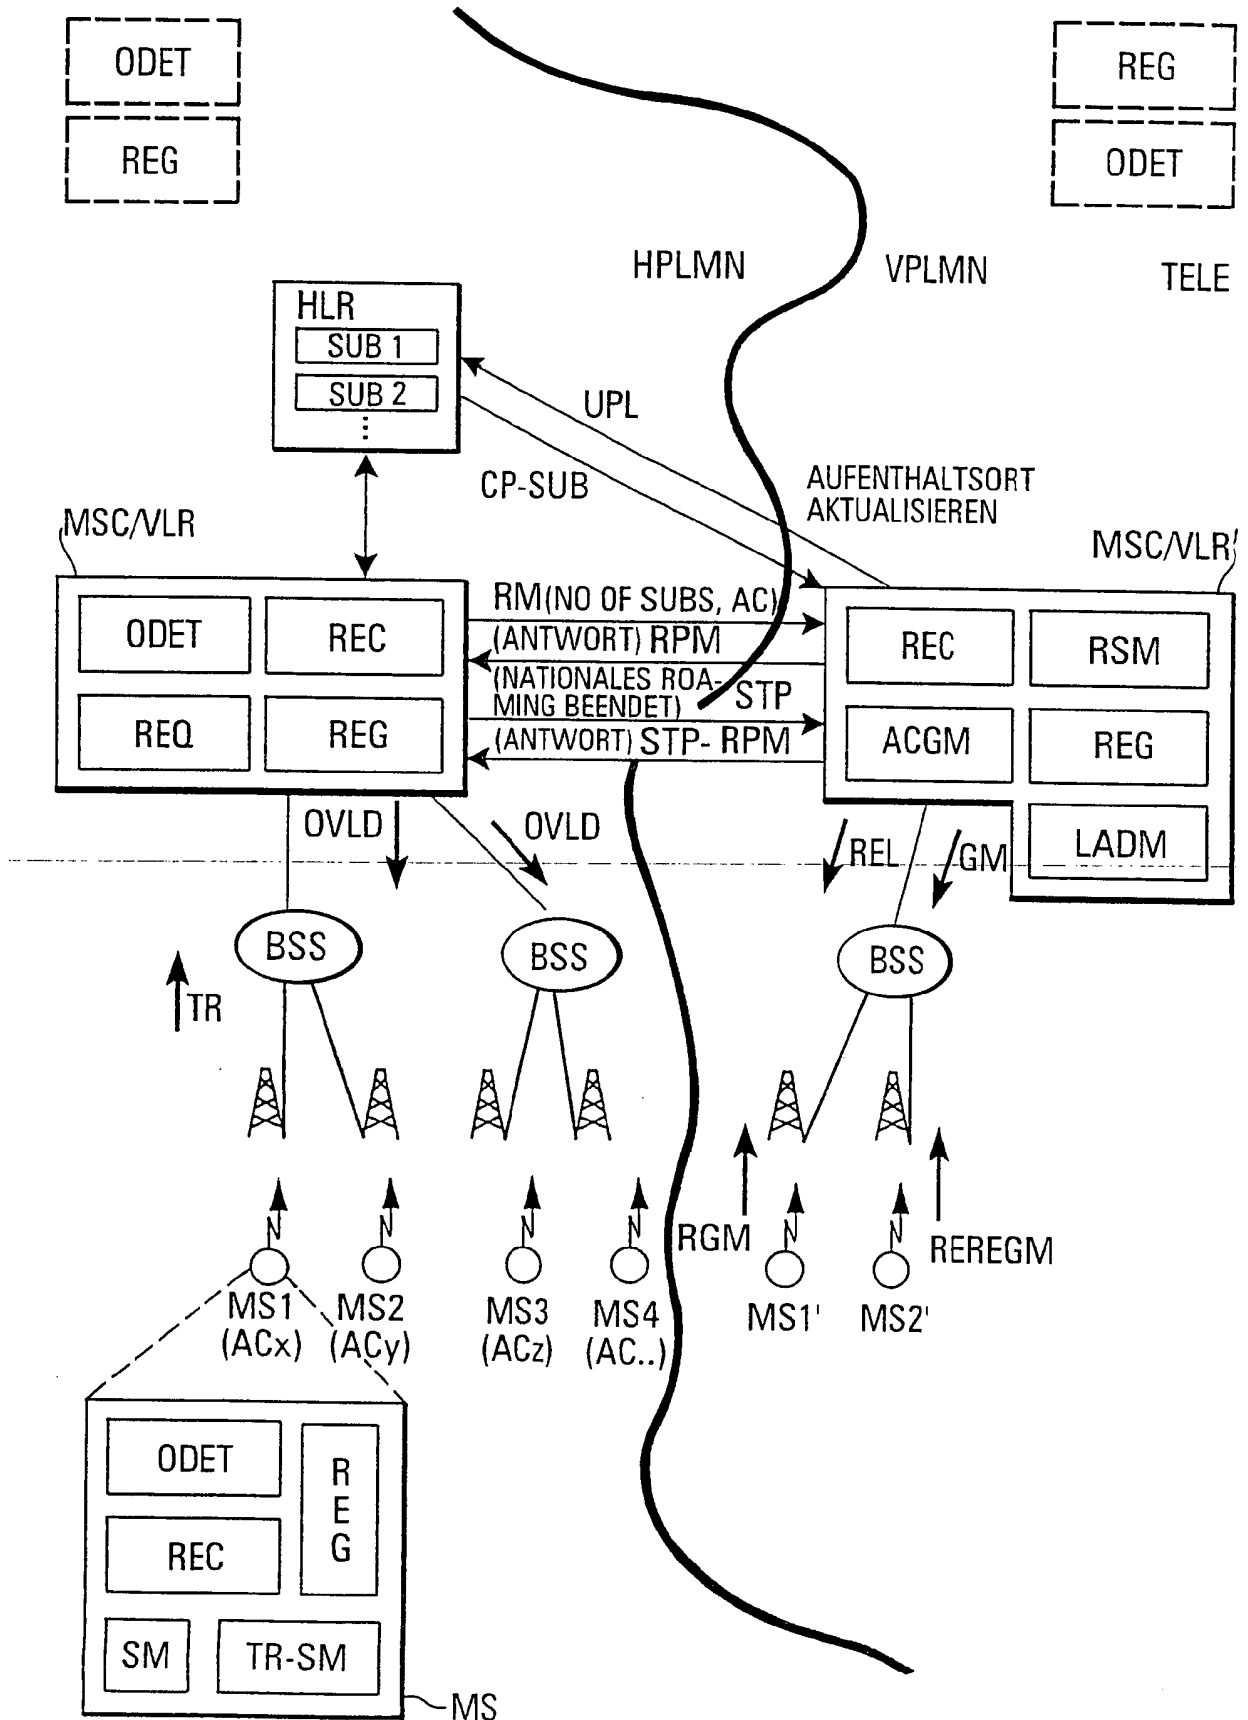 ODET
REG
REG
ODET
HPLMN
VPLMN
TELE
HLR
SUB 1
SUB 2
⋮
UPL
CP-SUB
AUFENTHALTSORT
AKTUALISIEREN
MSC/VLR
MSC/VLR'
ODET
REC
REQ
REG
RM(NO OF SUBS, AC)
(ANTWORT) RPM
(NATIONALES ROA-
MING BEENDET) STP
(ANTWORT) STP-RPM
REC
RSM
ACGM
REG
LADM
OVLD
OVLD
REL
GM
BSS
BSS
BSS
TR
N
N
N
N
N
N
RGM
REREGM
MS1
(ACx)
MS2
(ACy)
MS3
(ACz)
MS4
(AC..)
MS1'
MS2'
ODET
REG
REC
SM
TR-SM
MS